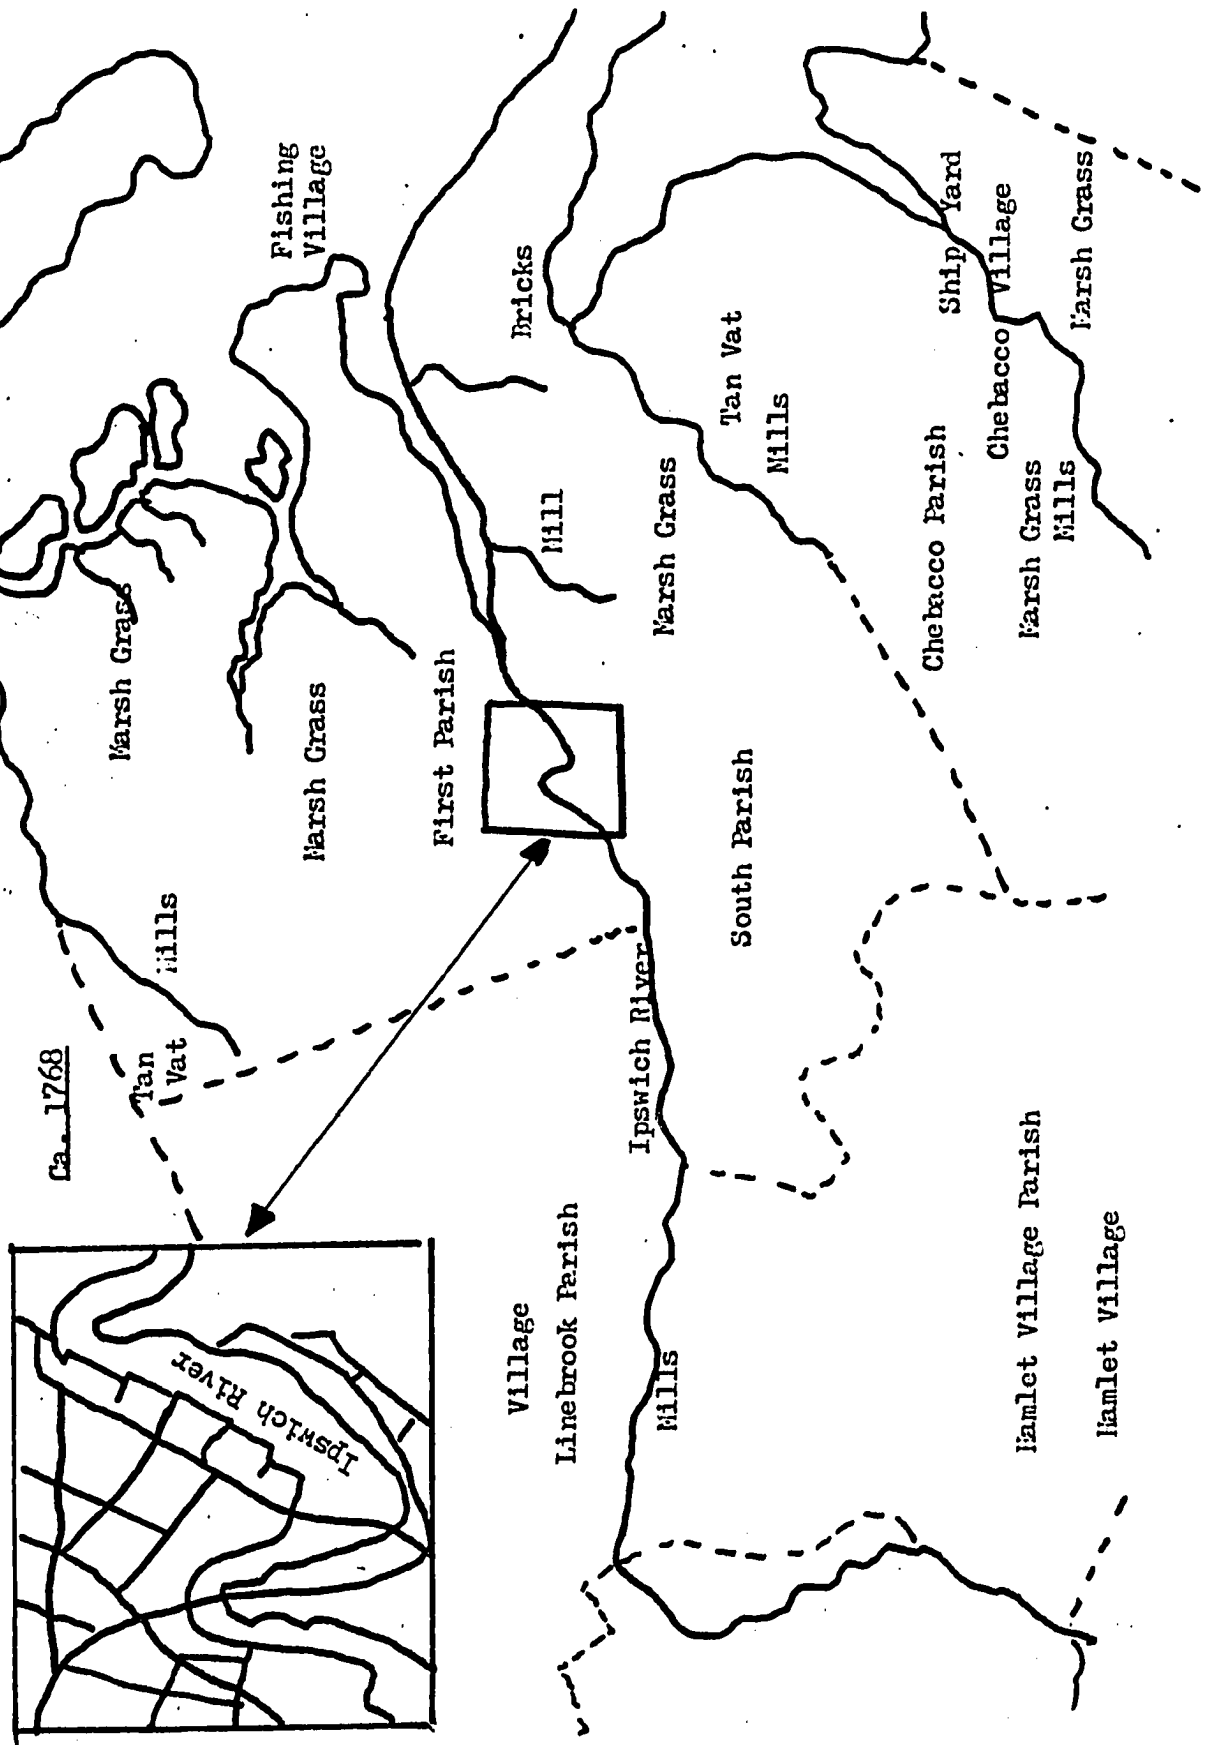 Ca. 1768
Tan
Vat
Mills
Marsh Grass
Marsh Grass
Fishing
Village
First Parish
Ipswich River
Village
Linebrook Parish
Mills
Ipswich River
Bricks
Mill
Marsh Grass
Tan Vat
Mills
South Parish
Chebacco Parish
Ship Yard
Chebacco Village
Marsh Grass
Mills
Marsh Grass
Hamlet Village Parish
Hamlet Village